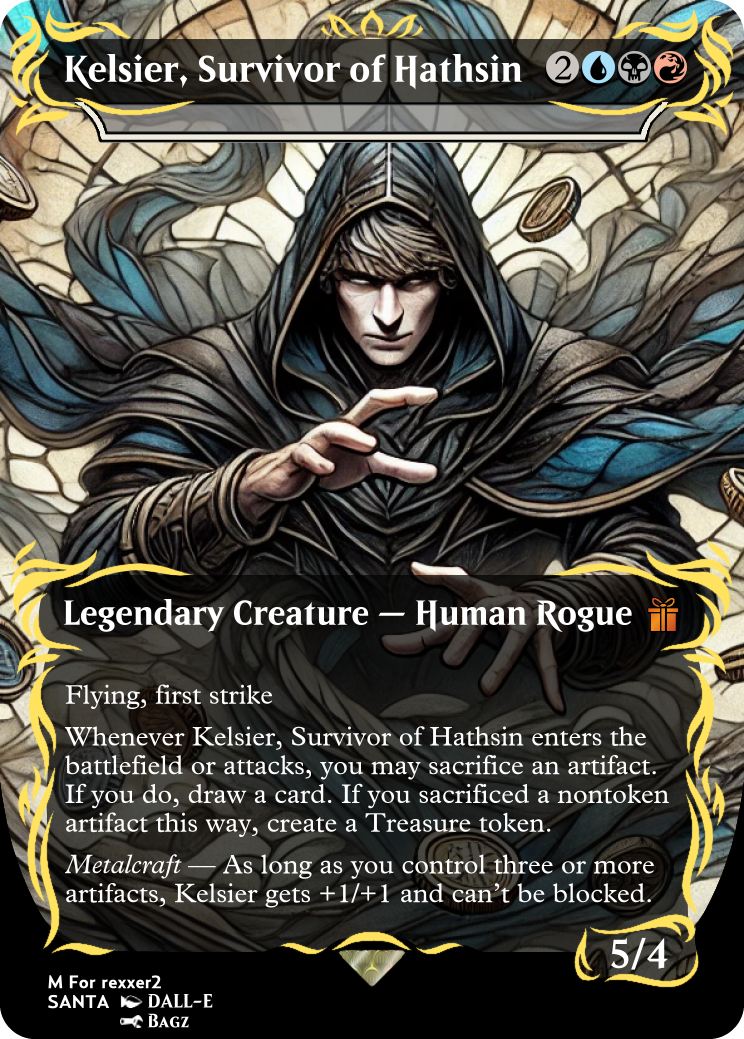 Kelsier, Survivor of Hathsin 2
Legendary Creature — Human Rogue
Flying, first strike
Whenever Kelsier, Survivor of Hathsin enters the
battlefield or attacks, you may sacrifice an artifact.
If you do, draw a card. If you sacrificed a nontoken
artifact this way, create a Treasure token.
Metalcraft — As long as you control three or more
artifacts, Kelsier gets +1/+1 and can't be blocked.
5/4
M For rexxer2
SANTA DALL-E
Bagz